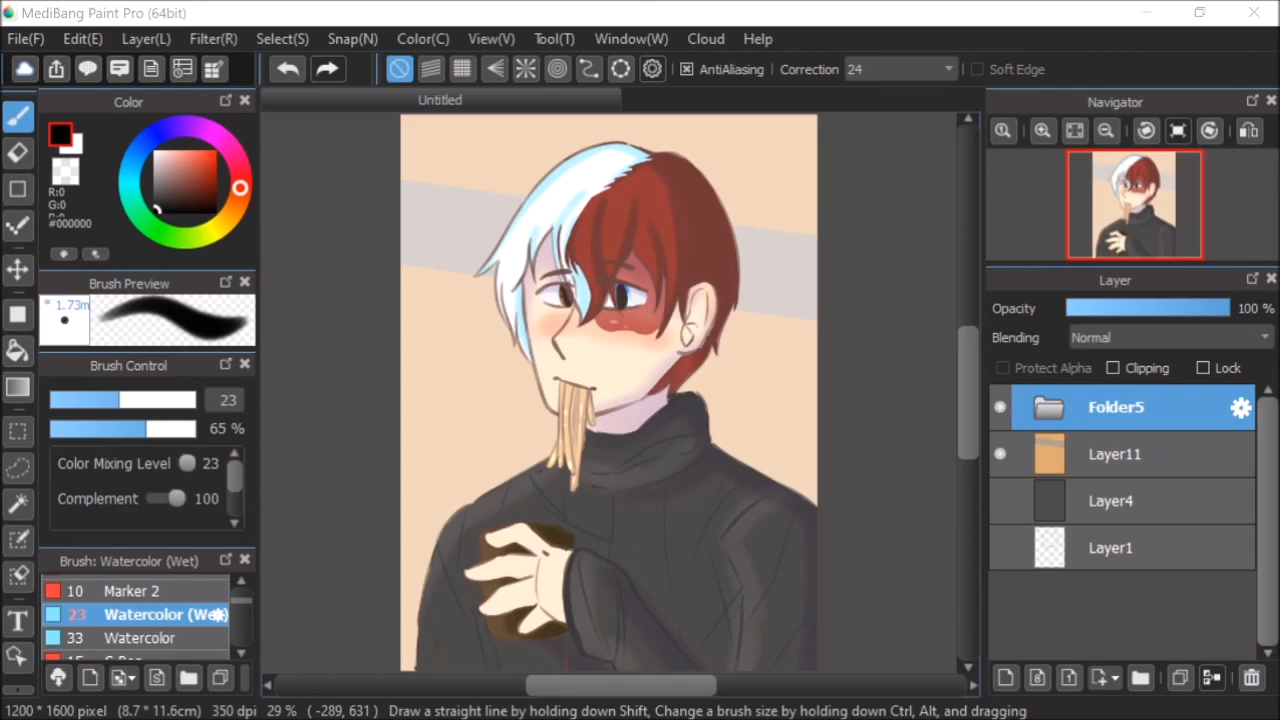 MediBang Paint Pro (64bit)
File(F) Edit(E) Layer(L) Filter(R) Select(S) Snap(N) Color(C) View(V) Tool(T) Window(W) Cloud Help
AntiAliasing Correction 24 Soft Edge
Color
R:0
G:0
#000000
Brush Preview
* 1.73m
Brush Control
23
65 %
Color Mixing Level 23
Complement 100
Brush: Watercolor (Wet)
10 Marker 2
23 Watercolor (Wet)
33 Watercolor
Untitled
Navigator
Layer
Opacity 100 %
Blending Normal
Protect Alpha Clipping Lock
Folder5
Layer11
Layer4
Layer1
1200 * 1600 pixel (8.7 * 11.6cm) 350 dpi 29 % ( -289, 631 ) Draw a straight line by holding down Shift, Change a brush size by holding down Ctrl, Alt, and dragging